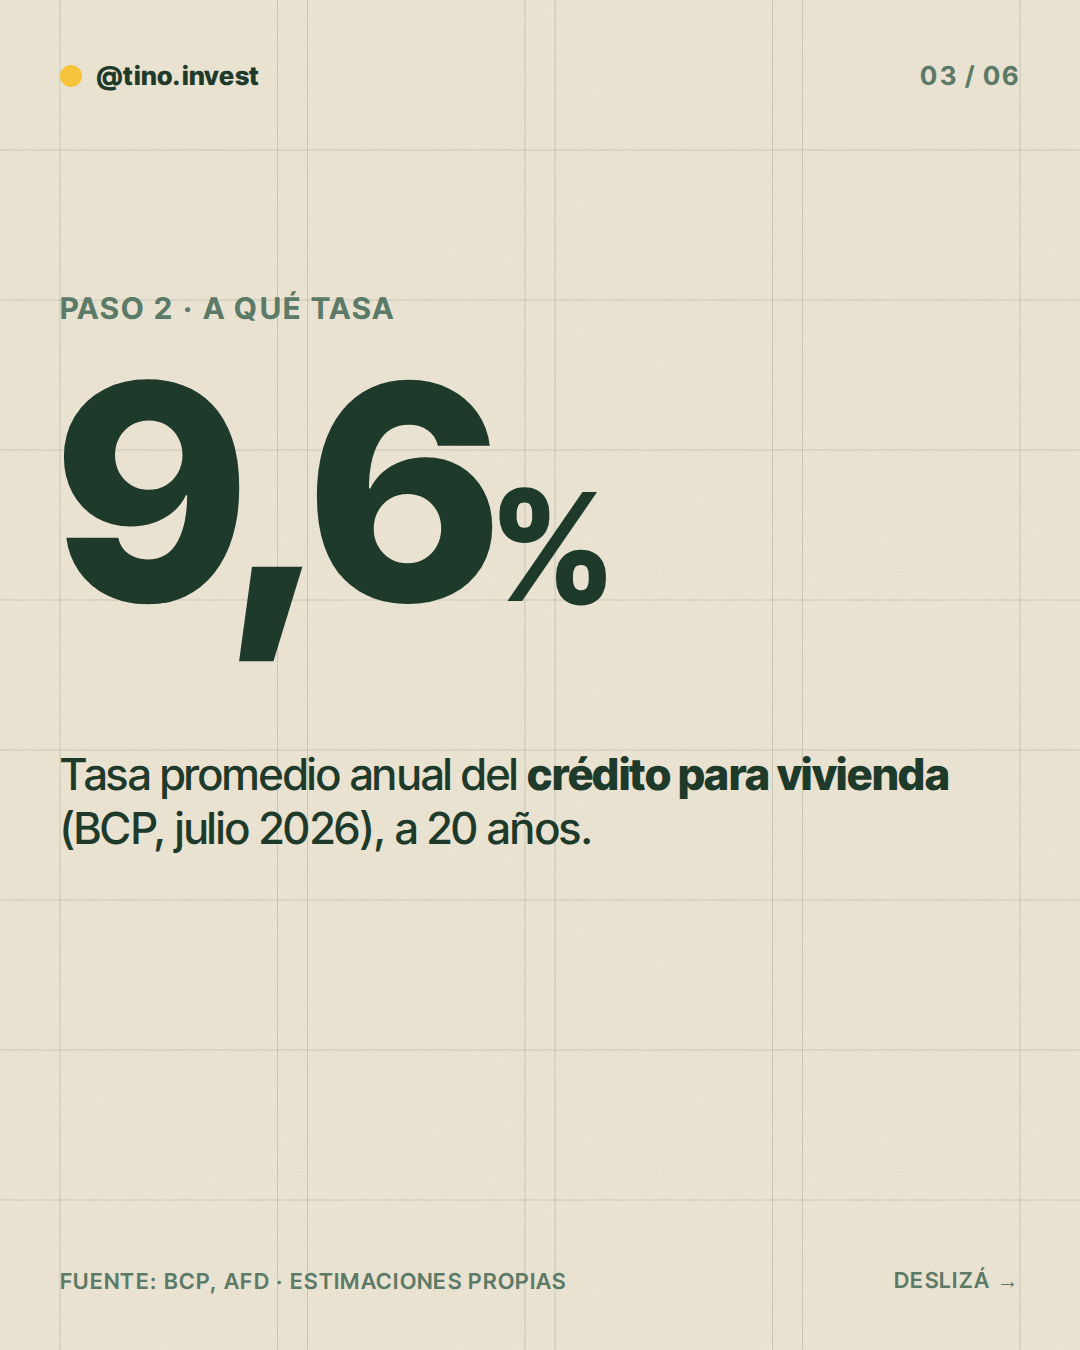 @tino.invest
03 / 06
PASO 2 · A QUÉ TASA
9,6%
Tasa promedio anual del crédito para vivienda
(BCP, julio 2026), a 20 años.
FUENTE: BCP, AFD · ESTIMACIONES PROPIAS
DESLIZÁ →